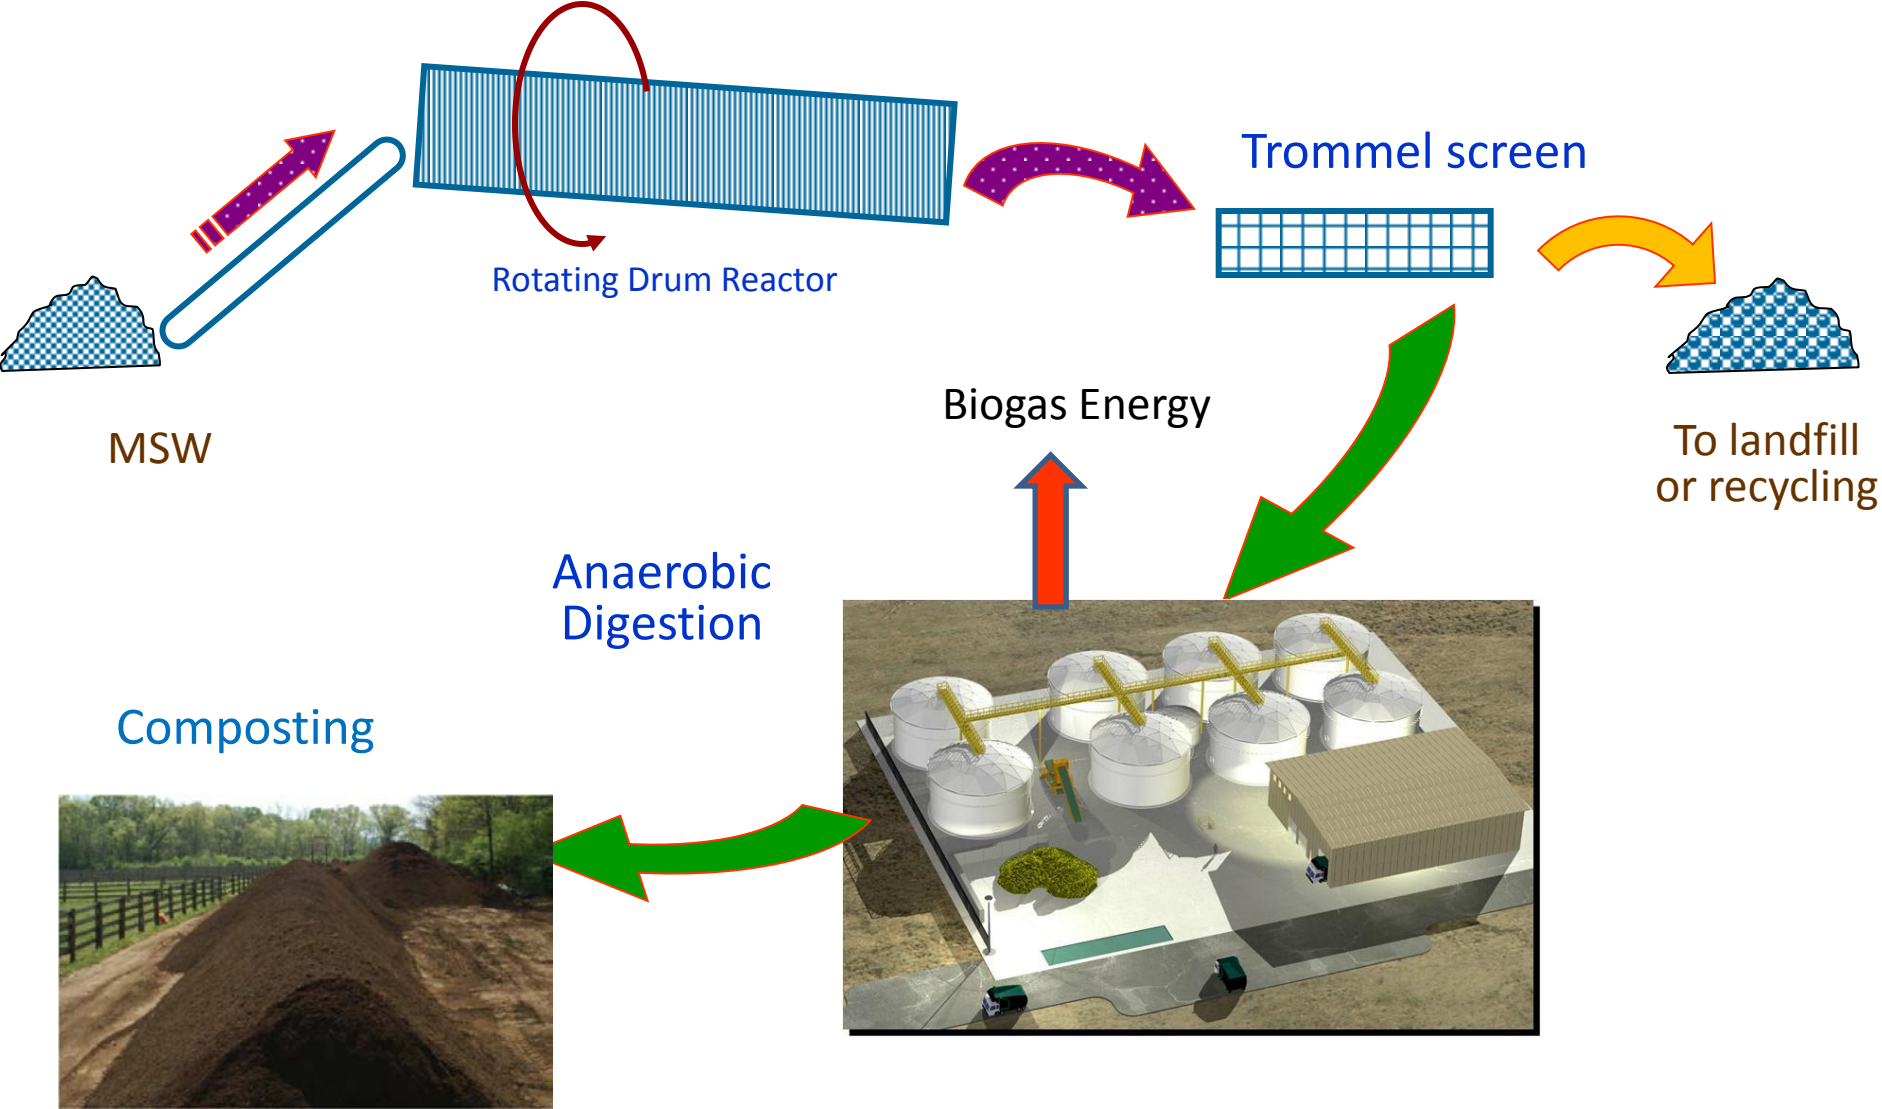 Trommel screen
Rotating Drum Reactor
MSW
Biogas Energy
To landfill
or recycling
Anaerobic
Digestion
Composting